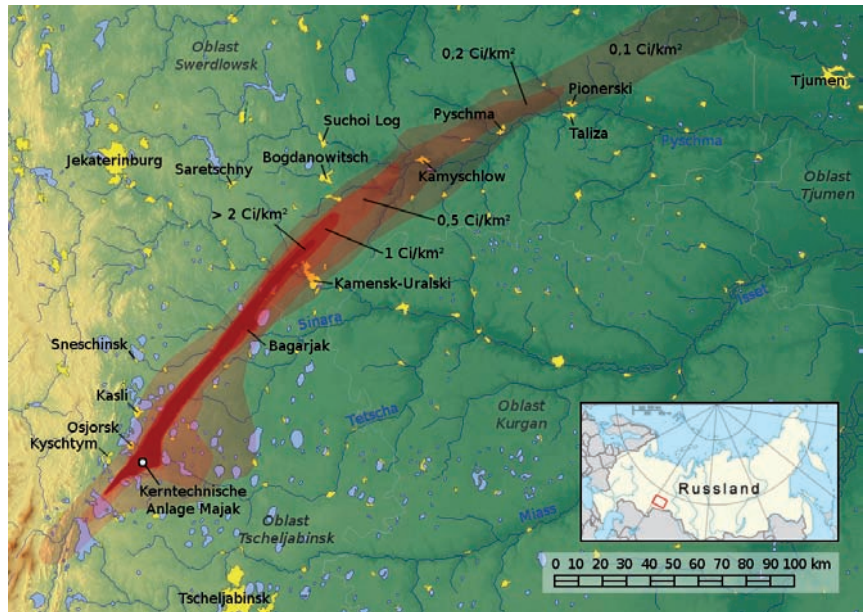 Oblast
Swerdlowsk
0,2 Ci/km²
0,1 Ci/km²
Tjumen
Pionerski
Pyschma
Suchoi Log
Taliza
Pyschma
Jekaterinburg
Saretschny
Bogdanowitsch
Kamyschlow
Oblast
Tjumen
> 2 Ci/km²
0,5 Ci/km²
1 Ci/km²
Kamensk-Uralski
Isset
Sinara
Sneschinsk
Bagarjak
Kasli
Tetscha
Oblast
Kurgan
Osjorsk
Kyschtym
Kerntechnische
Anlage Majak
Russland
Miass
Oblast
Tscheljabinsk
0 10 20 30 40 50 60 70 80 90 100 km
Tscheljabinsk